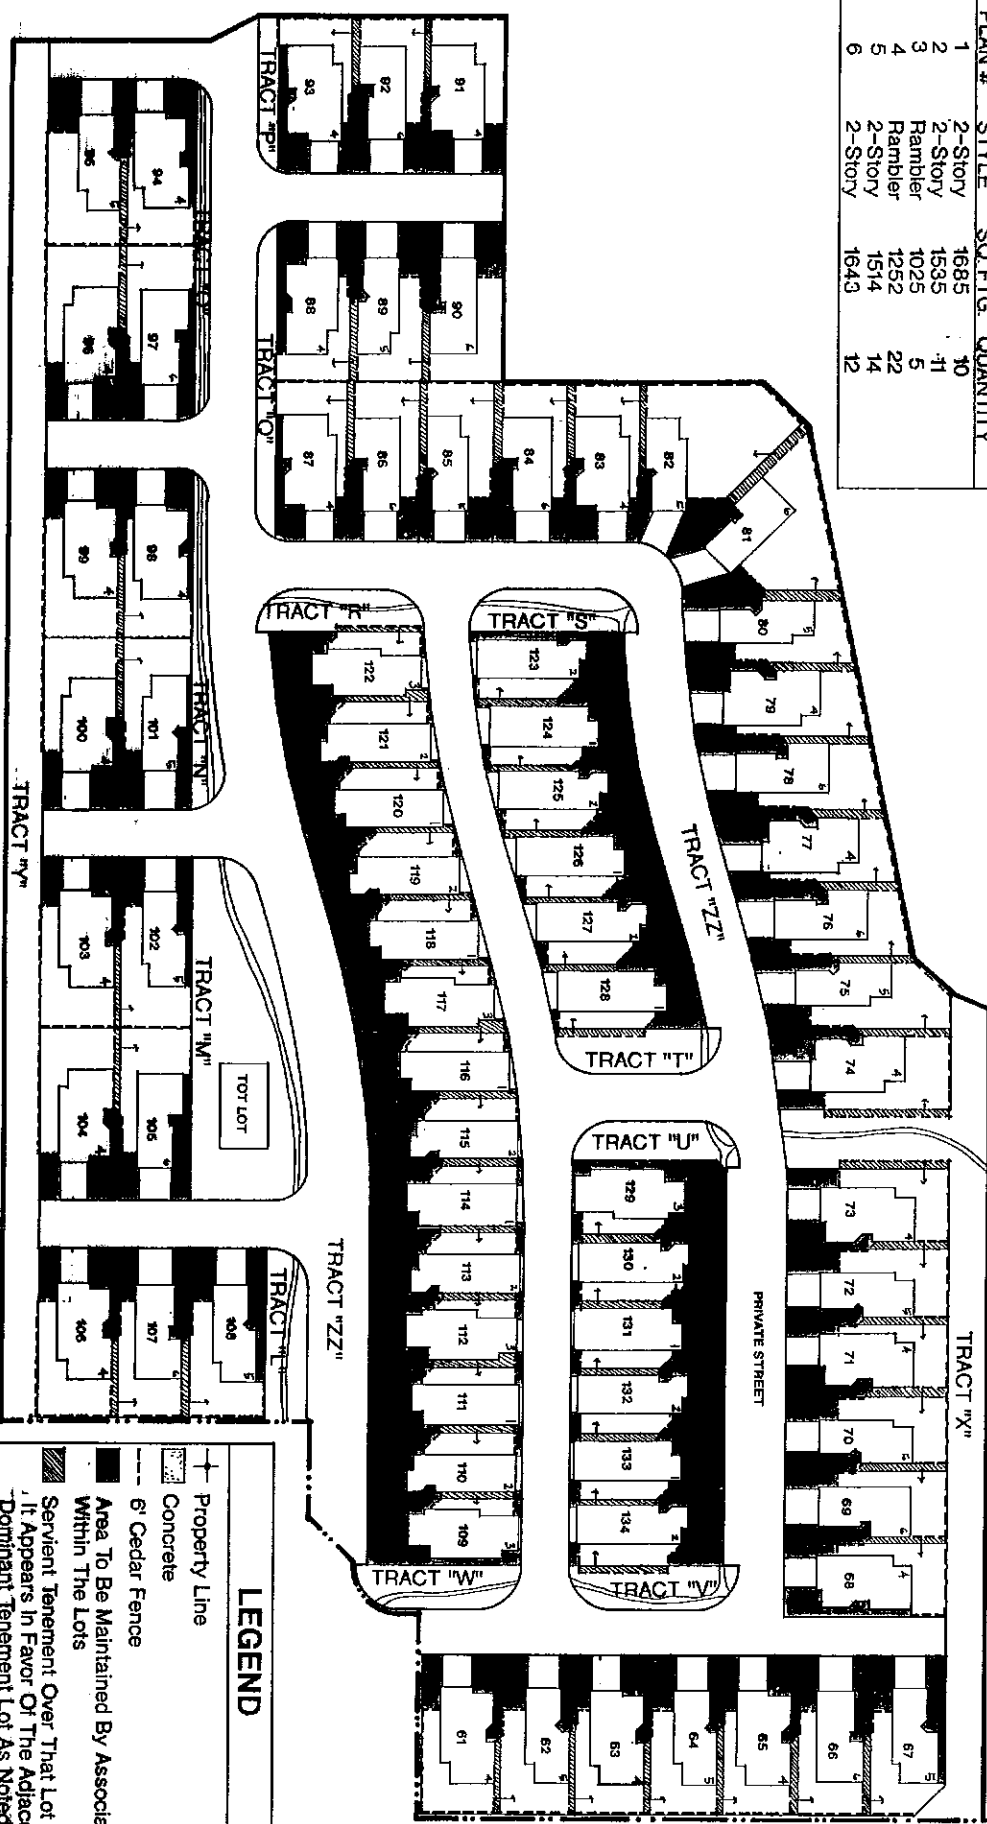 PLAN # STYLE SQ. FTG. QUANTITY
1 2-Story 1685 10
2 2-Story 1535 11
3 Rambler 1025 5
4 Rambler 1252 22
5 2-Story 1514 14
6 2-Story 1643 12
93 92 91
TRACT "P"
95 94
TRACT "O"
96 97
88 89 90
TRACT "Q"
87 86 85 84 83 82
81
80
79
78
77
76
75
74
99 98
100 101
TRACT "N"
TRACT "R"
TRACT "S"
122 123
121 124
120 125
119 126
118 127
117 128
TRACT "ZZ"
TRACT "Y"
103 102
TRACT "M"
TOT LOT
104 105
116
TRACT "T"
115
TRACT "U"
114 129 73
113 130 72
112 131 71
111 132 70
110 133 69
109 134 68
PRIVATE STREET
TRACT "X"
TRACT "ZZ"
TRACT "L"
106 107 108
TRACT "W"
TRACT "V"
61 62 63 64 65 66 67
LEGEND
Property Line
Concrete
6' Cedar Fence
Area To Be Maintained By Associa
Within The Lots
Servient Tenement Over That Lot
It Appears In Favor Of The Adjac
Dominant Tenement Lot As Noted